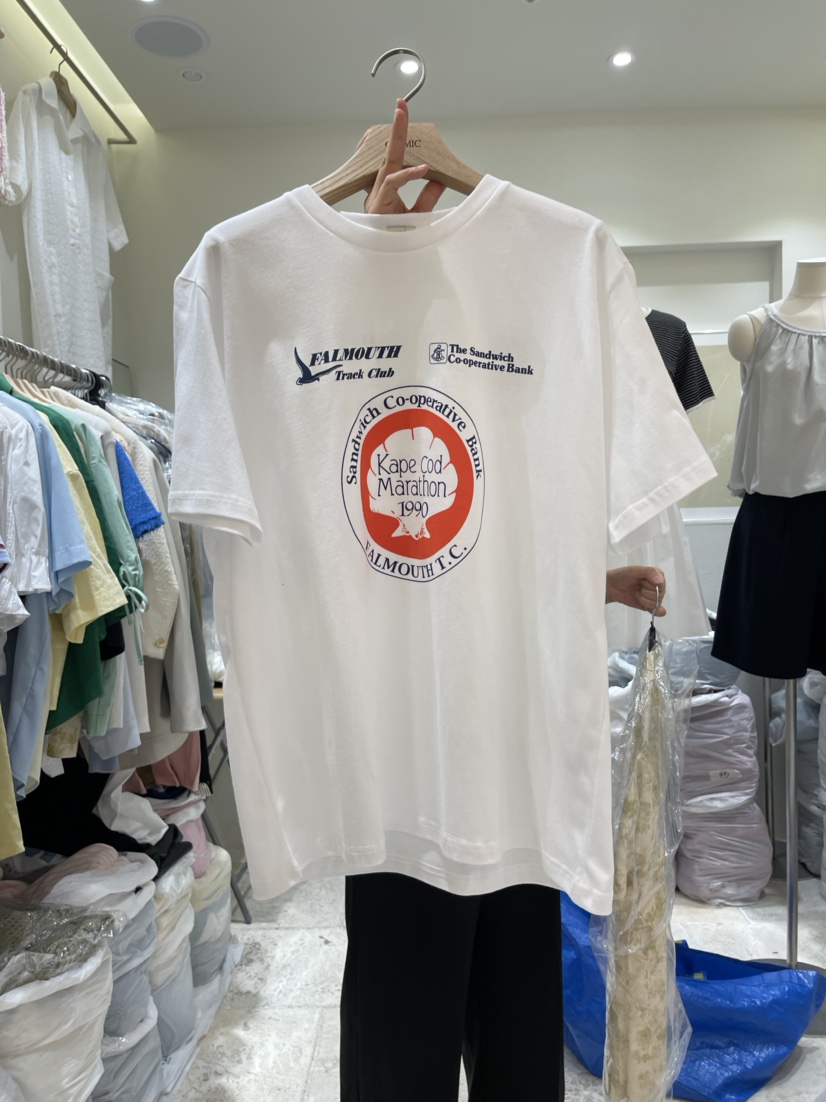 FALMOUTH
Track Club
The Sandwich
Co-operative Bank
Sandwich Co-operative Bank
Kape Cod
Marathon
1990
FALMOUTH T.C.